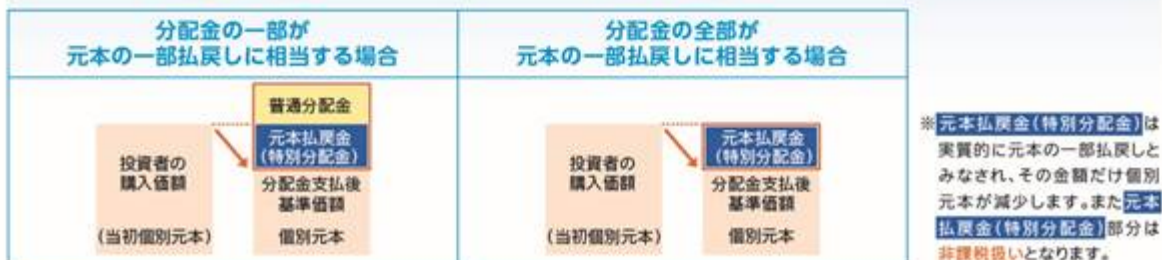 分配金の一部が
元本の一部払戻しに相当する場合
分配金の全部が
元本の一部払戻しに相当する場合
普通分配金
元本払戻金
(特別分配金)
投資者の
購入価額
(当初個別元本)
分配金支払後
基準価額
個別元本
元本払戻金
(特別分配金)
投資者の
購入価額
(当初個別元本)
分配金支払後
基準価額
個別元本
※元本払戻金(特別分配金)は
実質的に元本の一部払戻しと
みなされ、その金額だけ個別
元本が減少します。また元本
払戻金(特別分配金)部分は
非課税扱いとなります。